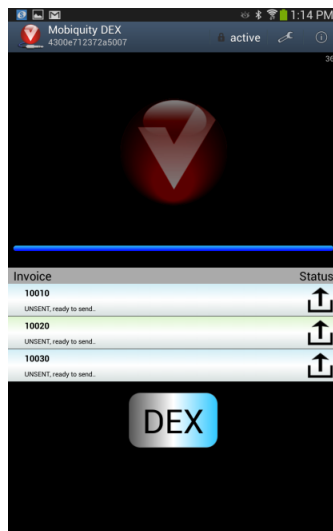 1:14 PM
Mobiquity DEX
4300e712372a5007
active
36
Invoice Status
10010
UNSENT, ready to send..
10020
UNSENT, ready to send..
10030
UNSENT, ready to send..
DEX